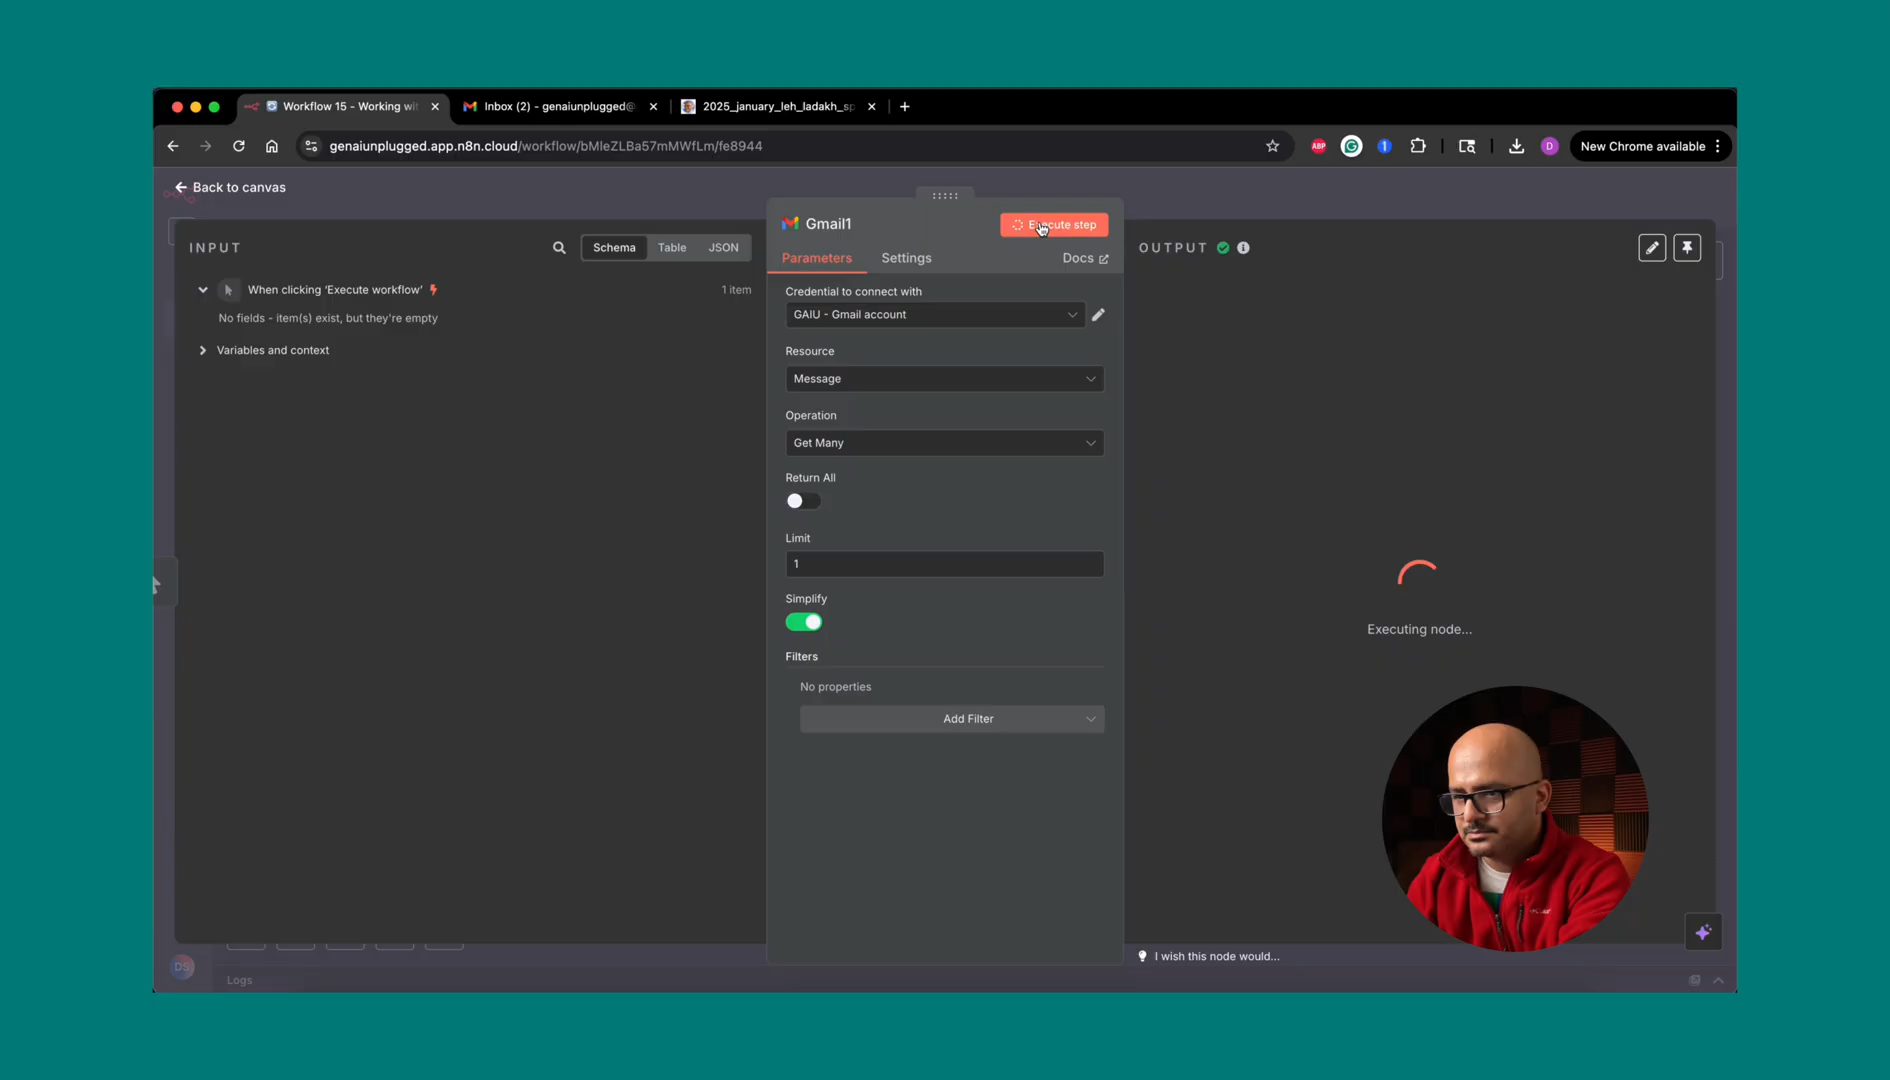 Workflow 15 - Working wit
Inbox (2) - genaiunplugged@
2025_january_leh_ladakh_sp
genaiunplugged.app.n8n.cloud/workflow/bMleZLBa57mMWfLm/fe8944
ABP
D
New Chrome available
Back to canvas
INPUT
Schema
Table
JSON
When clicking ‘Execute workflow’
1 item
No fields - item(s) exist, but they're empty
Variables and context
Gmail1
Execute step
Parameters
Settings
Docs
Credential to connect with
GAIU - Gmail account
Resource
Message
Operation
Get Many
Return All
Limit
1
Simplify
Filters
No properties
Add Filter
OUTPUT
Executing node...
I wish this node would...
DS
Logs